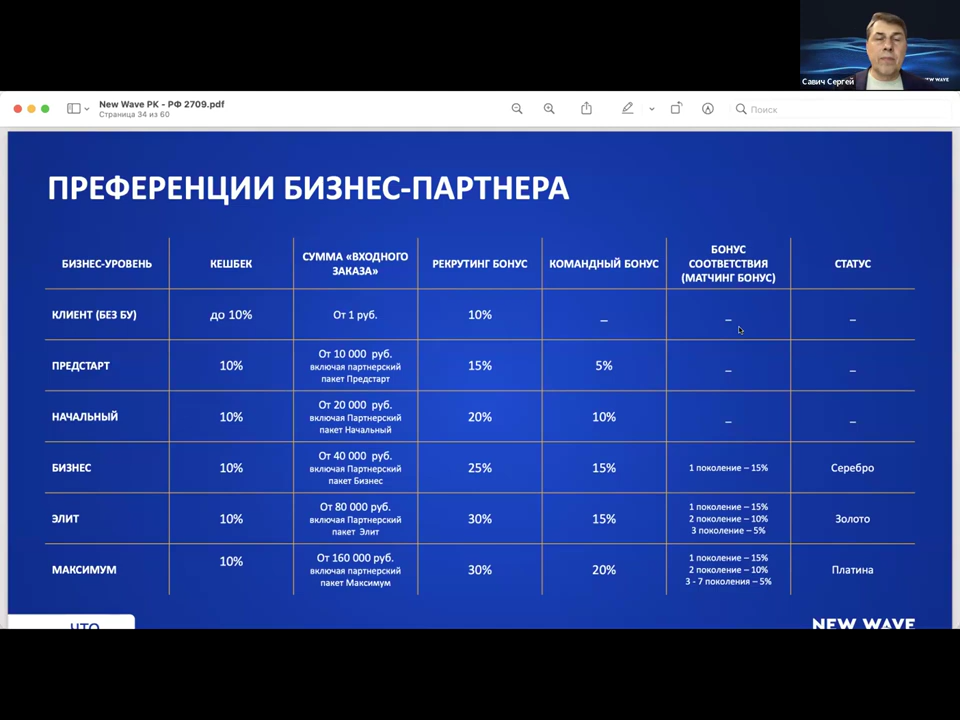 Савич Сергей
NEW WAVE
New Wave РК - РФ 2709.pdf
Страница 34 из 60
Поиск
ПРЕФЕРЕНЦИИ БИЗНЕС-ПАРТНЕРА
БИЗНЕС-УРОВЕНЬ
КЕШБЕК
СУММА «ВХОДНОГО
ЗАКАЗА»
РЕКРУТИНГ БОНУС
КОМАНДНЫЙ БОНУС
БОНУС
СООТВЕТСТВИЯ
(МАТЧИНГ БОНУС)
СТАТУС
КЛИЕНТ (БЕЗ БУ)
до 10%
От 1 руб.
10%
_
_
_
ПРЕДСТАРТ
10%
От 10 000 руб.
включая партнерский
пакет Предстарт
15%
5%
_
_
НАЧАЛЬНЫЙ
10%
От 20 000 руб.
включая Партнерский
пакет Начальный
20%
10%
_
_
БИЗНЕС
10%
От 40 000 руб.
включая Партнерский
пакет Бизнес
25%
15%
1 поколение – 15%
Серебро
ЭЛИТ
10%
От 80 000 руб.
включая Партнерский
пакет Элит
30%
15%
1 поколение – 15%
2 поколение – 10%
3 поколение – 5%
Золото
МАКСИМУМ
10%
От 160 000 руб.
включая партнерский
пакет Максимум
30%
20%
1 поколение – 15%
2 поколение – 10%
3 - 7 поколения – 5%
Платина
ЧТО
NEW WAVE